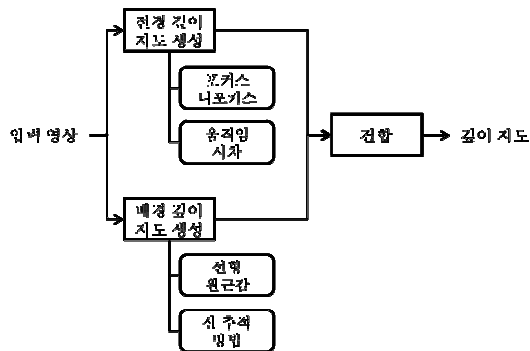 전경 깊이
지도 생성
포커스
디포커스
움직임
시차
입력 영상
결합
깊이 지도
배경 깊이
지도 생성
선형
원근감
선 추적
방법